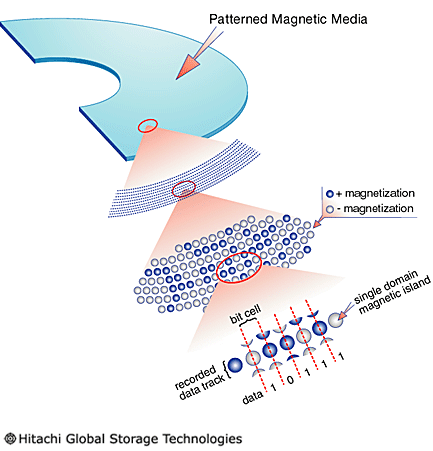 Patterned Magnetic Media
+ magnetization
- magnetization
single domain
magnetic island
bit cell
recorded
data track
data 1 0 1 1 1
Hitachi Global Storage Technologies